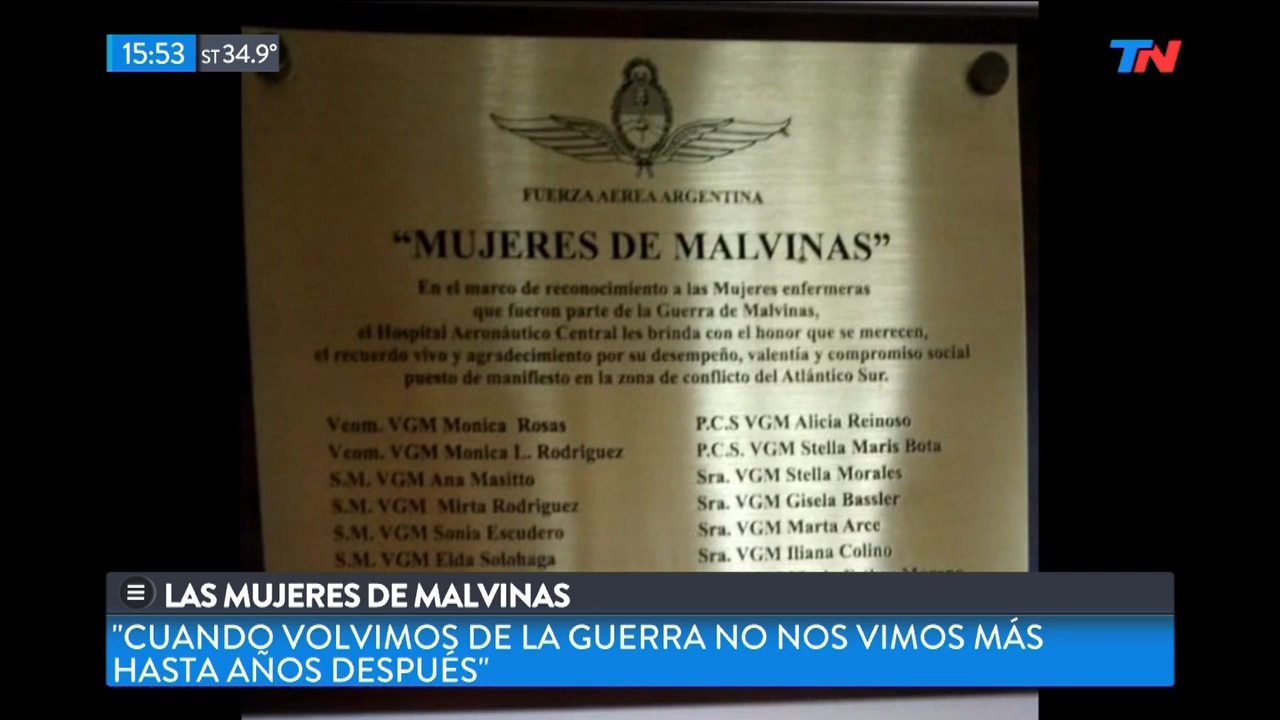 15:53 ST 34.9°
TN
FUERZA AEREA ARGENTINA
“MUJERES DE MALVINAS”
En el marco de reconocimiento a las Mujeres enfermeras
que fueron parte de la Guerra de Malvinas,
el Hospital Aeronáutico Central les brinda con el honor que se merecen,
el recuerdo vivo y agradecimiento por su desempeño, valentía y compromiso social
puesto de manifiesto en la zona de conflicto del Atlántico Sur.
Vcom. VGM Monica Rosas
Vcom. VGM Monica L. Rodriguez
S.M. VGM Ana Masitto
S.M. VGM Mirta Rodriguez
S.M. VGM Sonia Escudero
S.M. VGM Elda Solohaga
P.C.S VGM Alicia Reinoso
P.C.S. VGM Stella Maris Bota
Sra. VGM Stella Morales
Sra. VGM Gisela Bassler
Sra. VGM Marta Arce
Sra. VGM Iliana Colino
LAS MUJERES DE MALVINAS
"CUANDO VOLVIMOS DE LA GUERRA NO NOS VIMOS MÁS
HASTA AÑOS DESPUÉS"